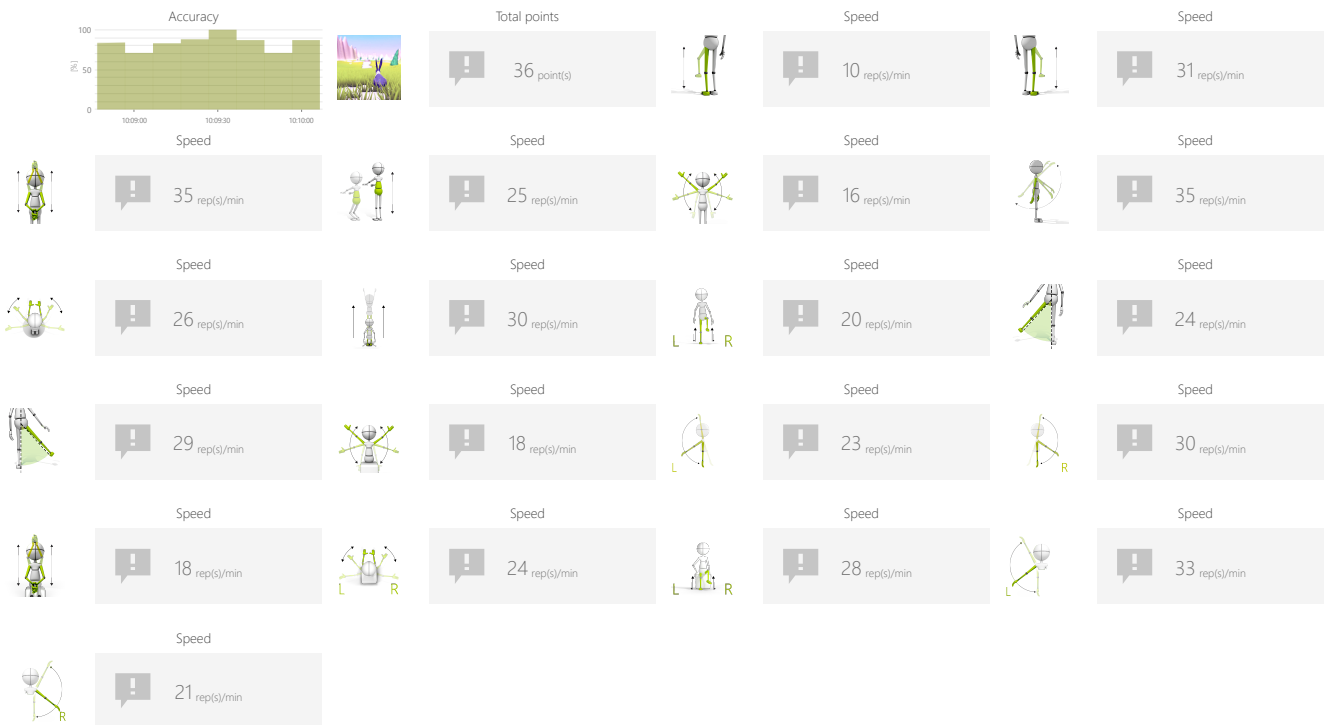 Accuracy
100
[%]
50
0
10:09:00 10:09:30 10:10:00
Total points
36 point(s)
Speed
10 rep(s)/min
Speed
31 rep(s)/min
Speed
35 rep(s)/min
Speed
25 rep(s)/min
Speed
16 rep(s)/min
Speed
35 rep(s)/min
Speed
26 rep(s)/min
Speed
30 rep(s)/min
L R
Speed
20 rep(s)/min
Speed
24 rep(s)/min
Speed
29 rep(s)/min
Speed
18 rep(s)/min
L
Speed
23 rep(s)/min
R
Speed
30 rep(s)/min
Speed
18 rep(s)/min
L R
Speed
24 rep(s)/min
L R
Speed
28 rep(s)/min
L
Speed
33 rep(s)/min
R
Speed
21 rep(s)/min